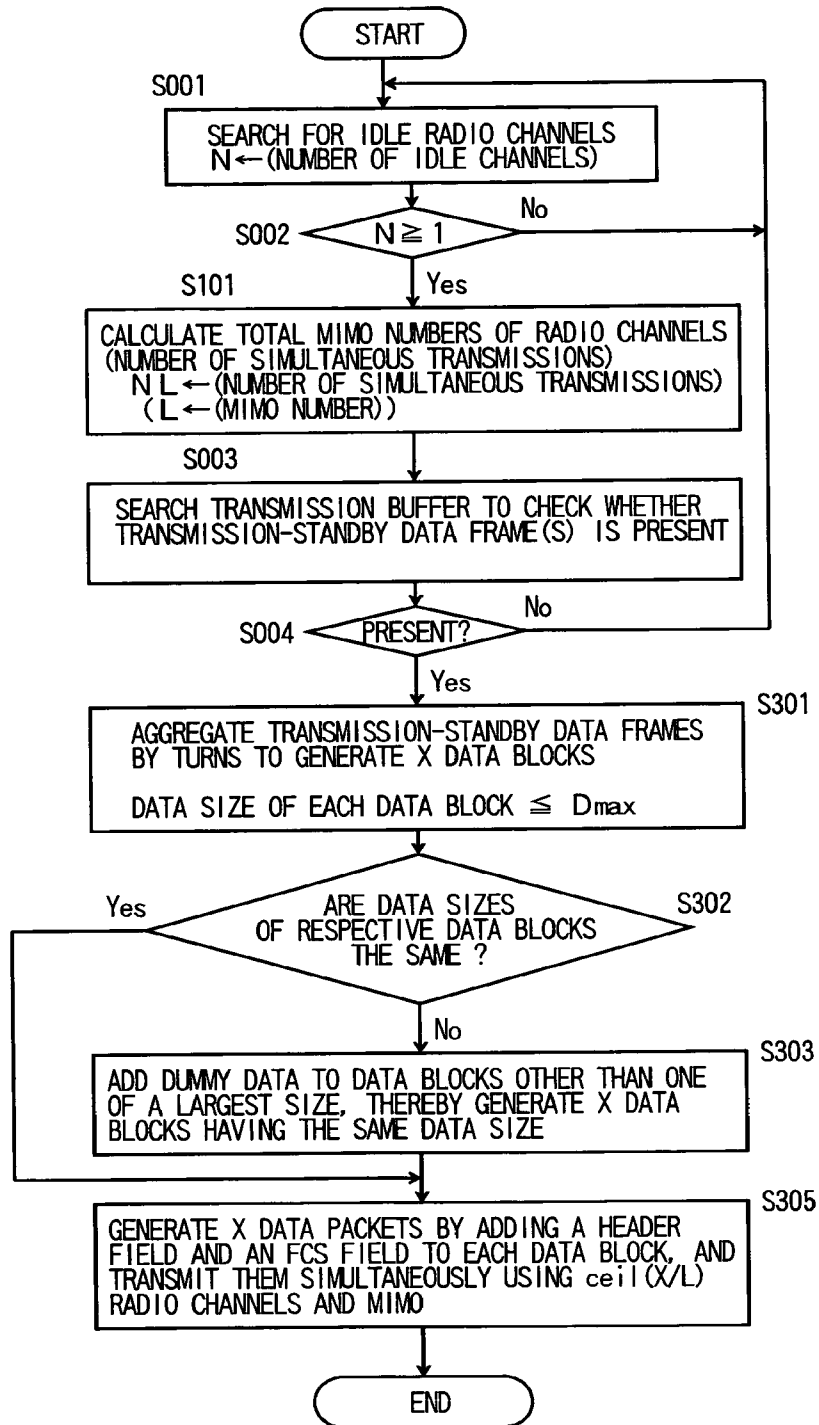 START
S001
SEARCH FOR IDLE RADIO CHANNELS
N←(NUMBER OF IDLE CHANNELS)
No
S002
N≧1
Yes
S101
CALCULATE TOTAL MIMO NUMBERS OF RADIO CHANNELS
(NUMBER OF SIMULTANEOUS TRANSMISSIONS)
NL←(NUMBER OF SIMULTANEOUS TRANSMISSIONS)
(L←(MIMO NUMBER))
S003
SEARCH TRANSMISSION BUFFER TO CHECK WHETHER
TRANSMISSION-STANDBY DATA FRAME(S) IS PRESENT
No
S004
PRESENT?
Yes
S301
AGGREGATE TRANSMISSION-STANDBY DATA FRAMES
BY TURNS TO GENERATE X DATA BLOCKS
DATA SIZE OF EACH DATA BLOCK ≦ Dmax
Yes
S302
ARE DATA SIZES
OF RESPECTIVE DATA BLOCKS
THE SAME ?
No
S303
ADD DUMMY DATA TO DATA BLOCKS OTHER THAN ONE
OF A LARGEST SIZE, THEREBY GENERATE X DATA
BLOCKS HAVING THE SAME DATA SIZE
S305
GENERATE X DATA PACKETS BY ADDING A HEADER
FIELD AND AN FCS FIELD TO EACH DATA BLOCK, AND
TRANSMIT THEM SIMULTANEOUSLY USING ceil(X/L)
RADIO CHANNELS AND MIMO
END